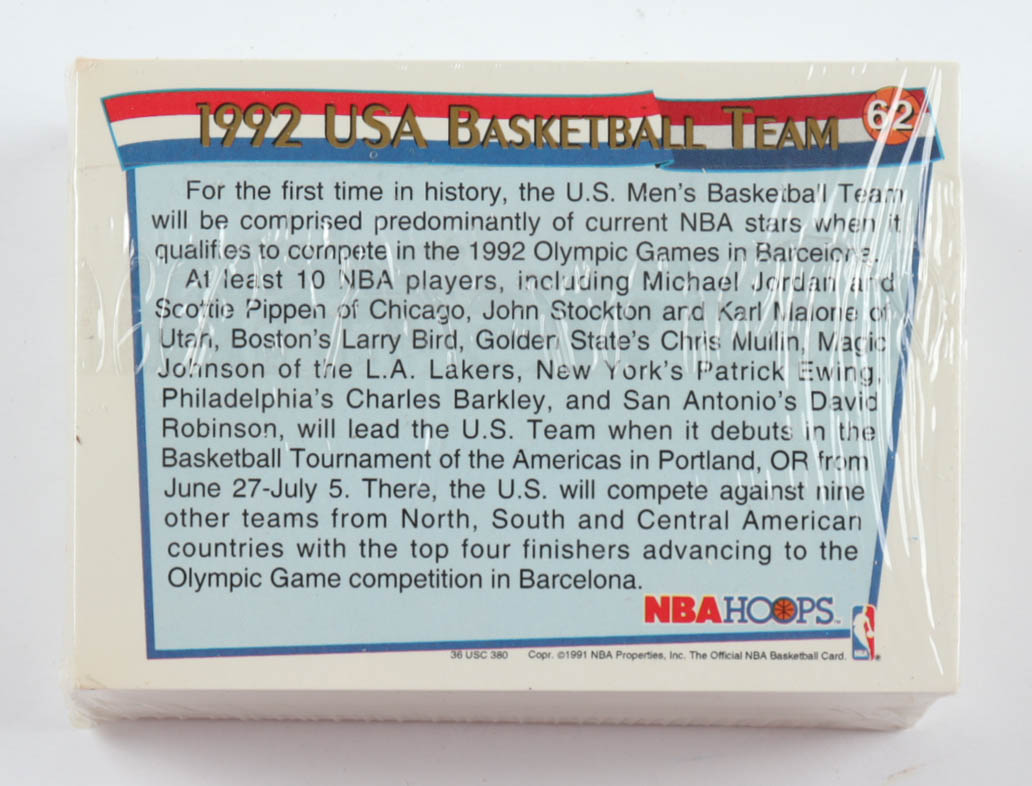 1992 USA BASKETBALL TEAM 62
For the first time in history, the U.S. Men's Basketball Team
will be comprised predominantly of current NBA stars when it
qualifies to compete in the 1992 Olympic Games in Barcelona.
At least 10 NBA players, including Michael Jordan and
Scottie Pippen of Chicago, John Stockton and Karl Malone of
Utah, Boston's Larry Bird, Golden State's Chris Mullin, Magic
Johnson of the L.A. Lakers, New York's Patrick Ewing,
Philadelphia's Charles Barkley, and San Antonio's David
Robinson, will lead the U.S. Team when it debuts in the
Basketball Tournament of the Americas in Portland, OR from
June 27-July 5. There, the U.S. will compete against nine
other teams from North, South and Central American
countries with the top four finishers advancing to the
Olympic Game competition in Barcelona.
NBA HOOPS™
36 USC 380 Copr. ©1991 NBA Properties, Inc. The Official NBA Basketball Card. NBA ®